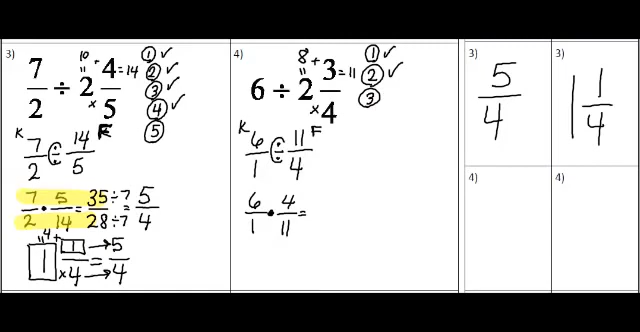 3)
7/2 ÷ 2 4/5 = 14
10 +
" ×
① ✓
② ✓
③ ✓
④ ✓
⑤
K F
7/2 ÷ 14/5
7/2 · 5/14 = 35/28 ÷7/÷7 = 5/4
"4 +
1 1/×4 → = 5/→4
4)
6 ÷ 2 3/4 = 11
8 +
" ×
① ✓
② ✓
③
K F
6/1 ÷ 11/4
6/1 · 4/11 =
3) 5/4
3) 1 1/4
4)
4)